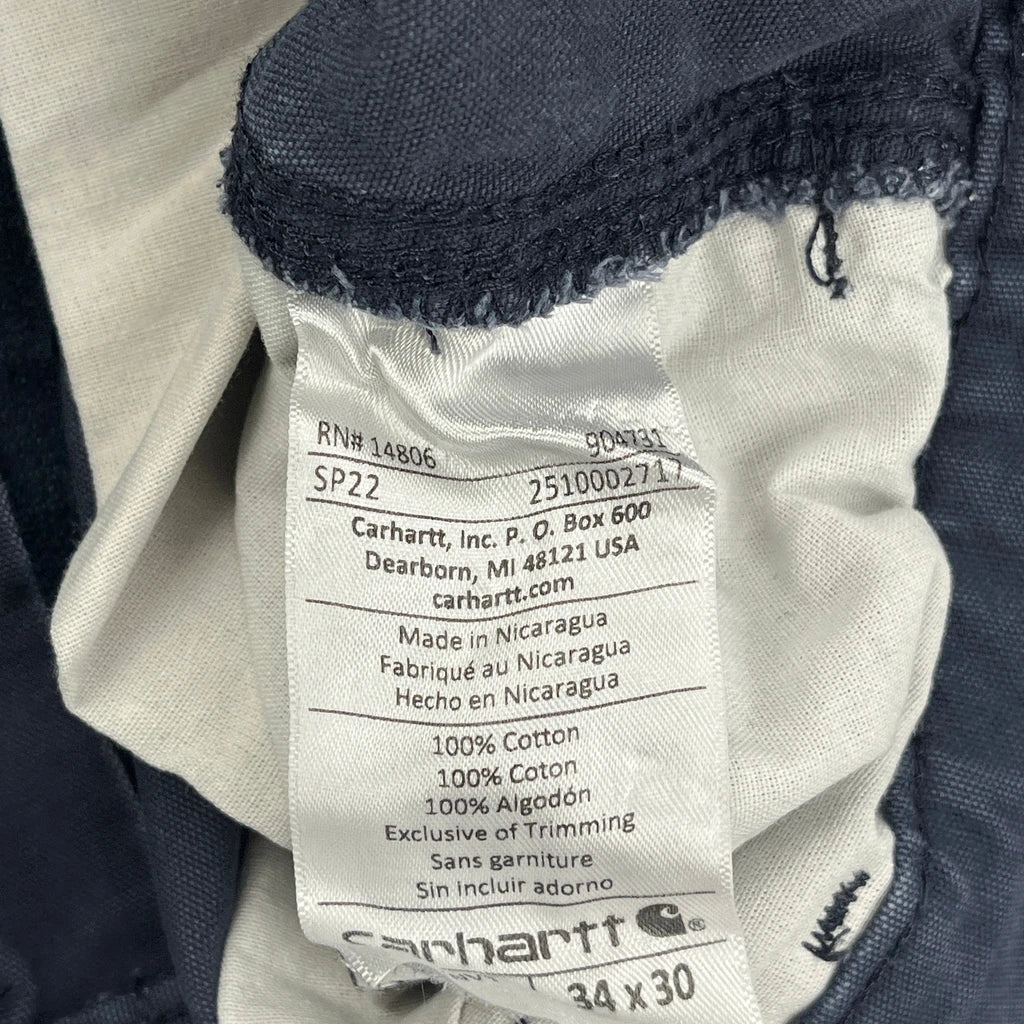 RN# 14806 904731
SP22 2510002717
Carhartt, Inc. P. O. Box 600
Dearborn, MI 48121 USA
carhartt.com
Made in Nicaragua
Fabriqué au Nicaragua
Hecho en Nicaragua
100% Cotton
100% Coton
100% Algodón
Exclusive of Trimming
Sans garniture
Sin incluir adorno
carhartt ®
34 x 30